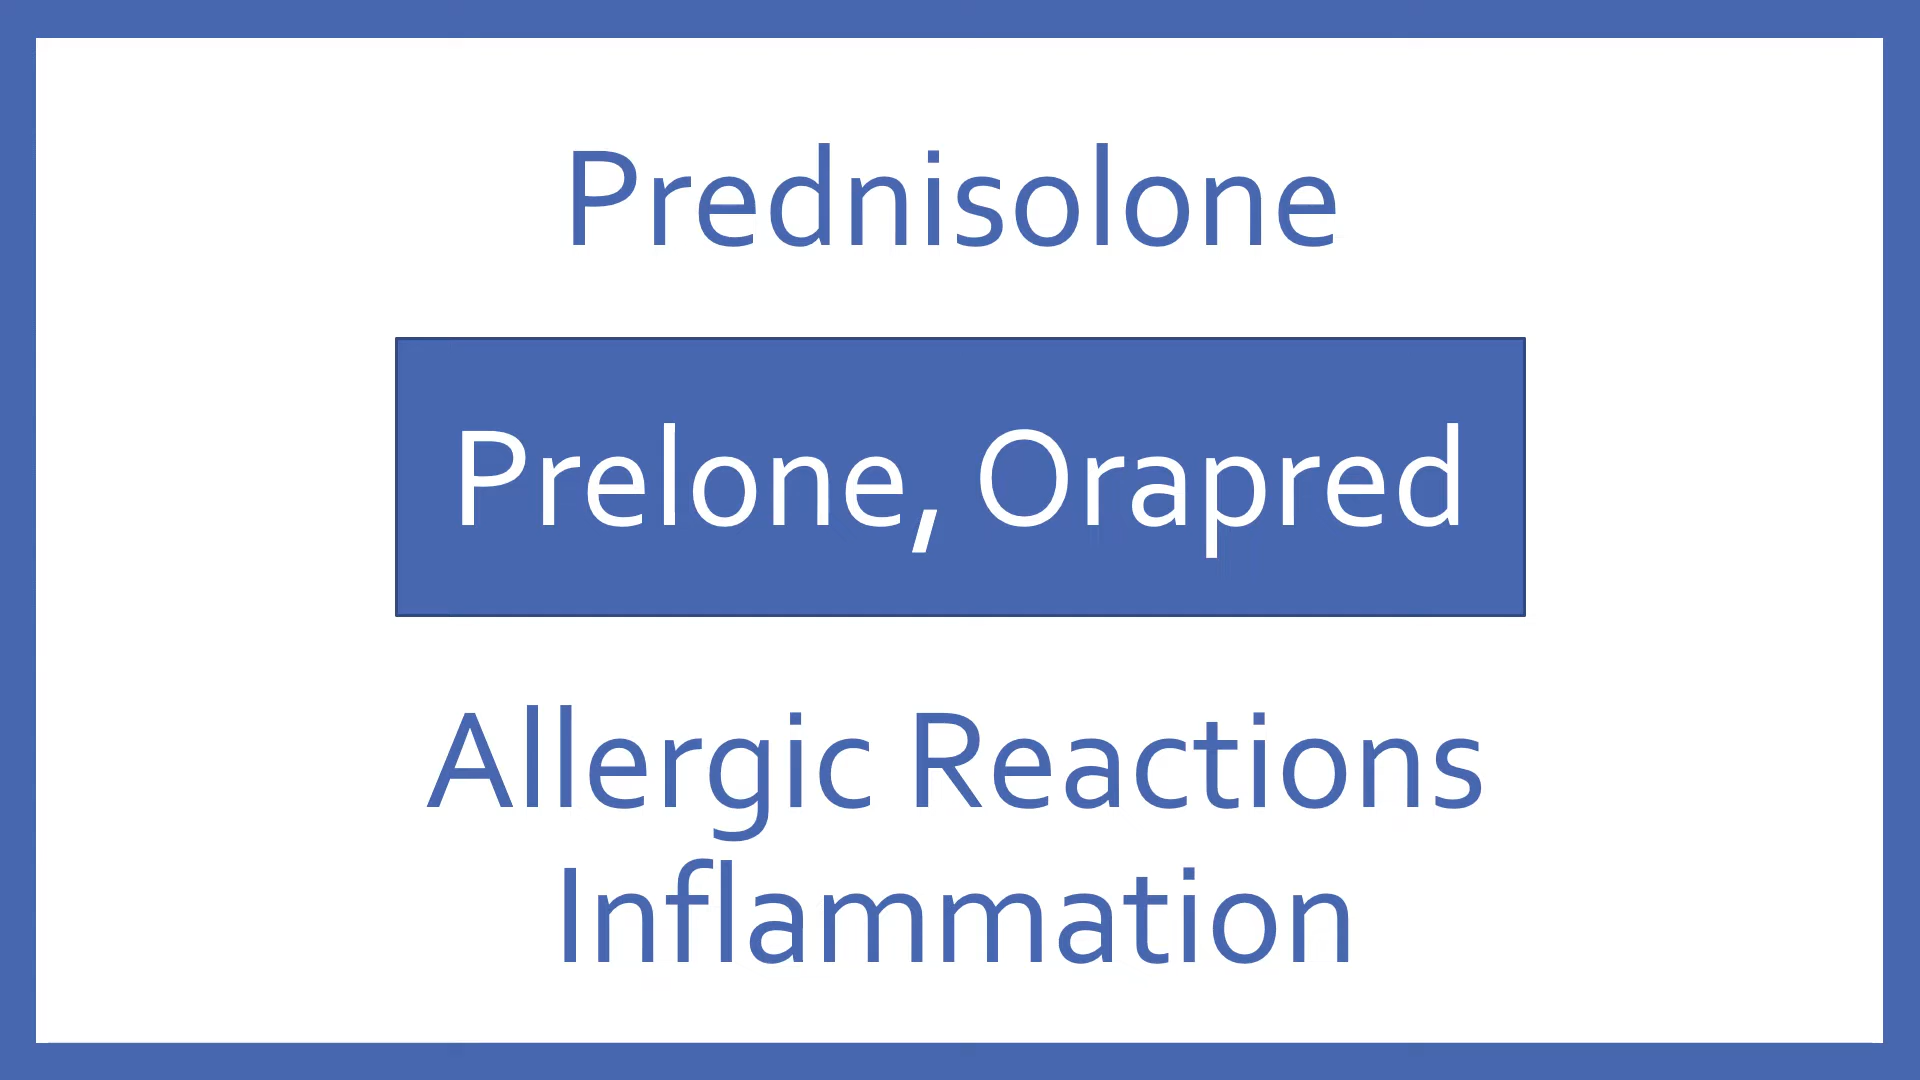 Prednisolone
Prelone, Orapred
Allergic Reactions
Inflammation